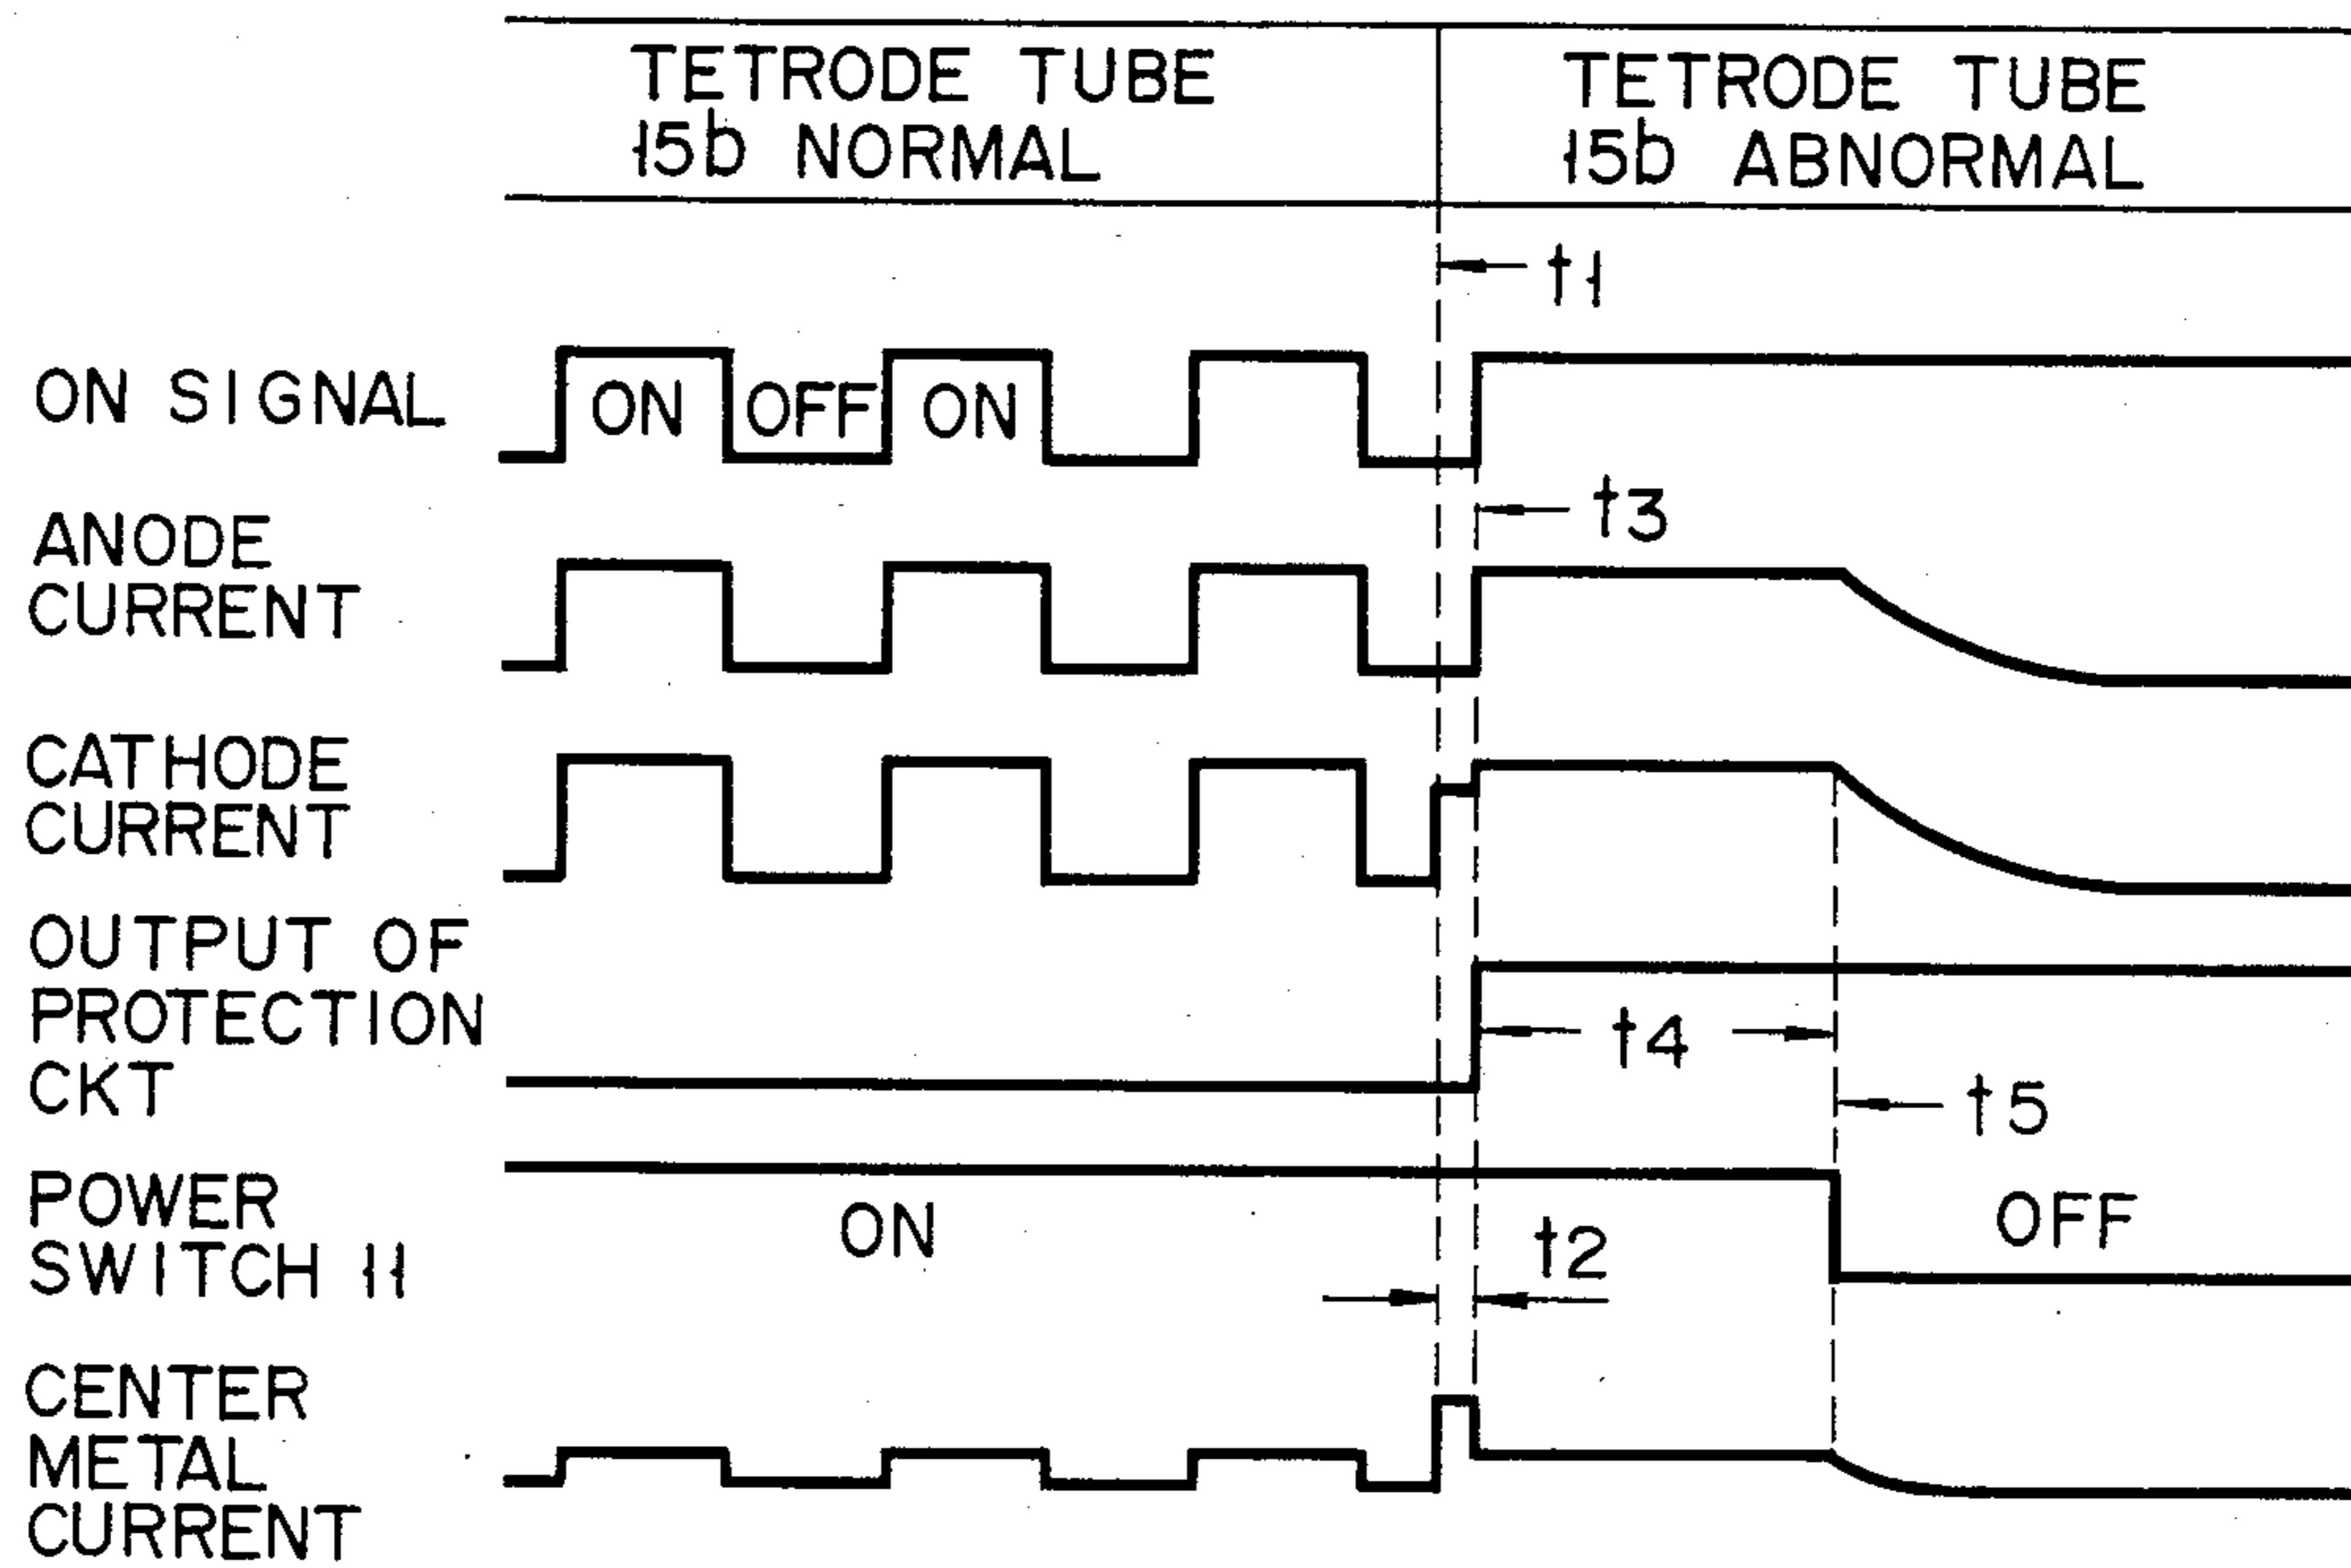 TETRODE TUBE
15b NORMAL
TETRODE TUBE
15b ABNORMAL
t1
ON SIGNAL
ON
OFF
ON
t3
ANODE
CURRENT
CATHODE
CURRENT
OUTPUT OF
PROTECTION
CKT
t4
t5
POWER
SWITCH 11
ON
OFF
t2
CENTER
METAL
CURRENT